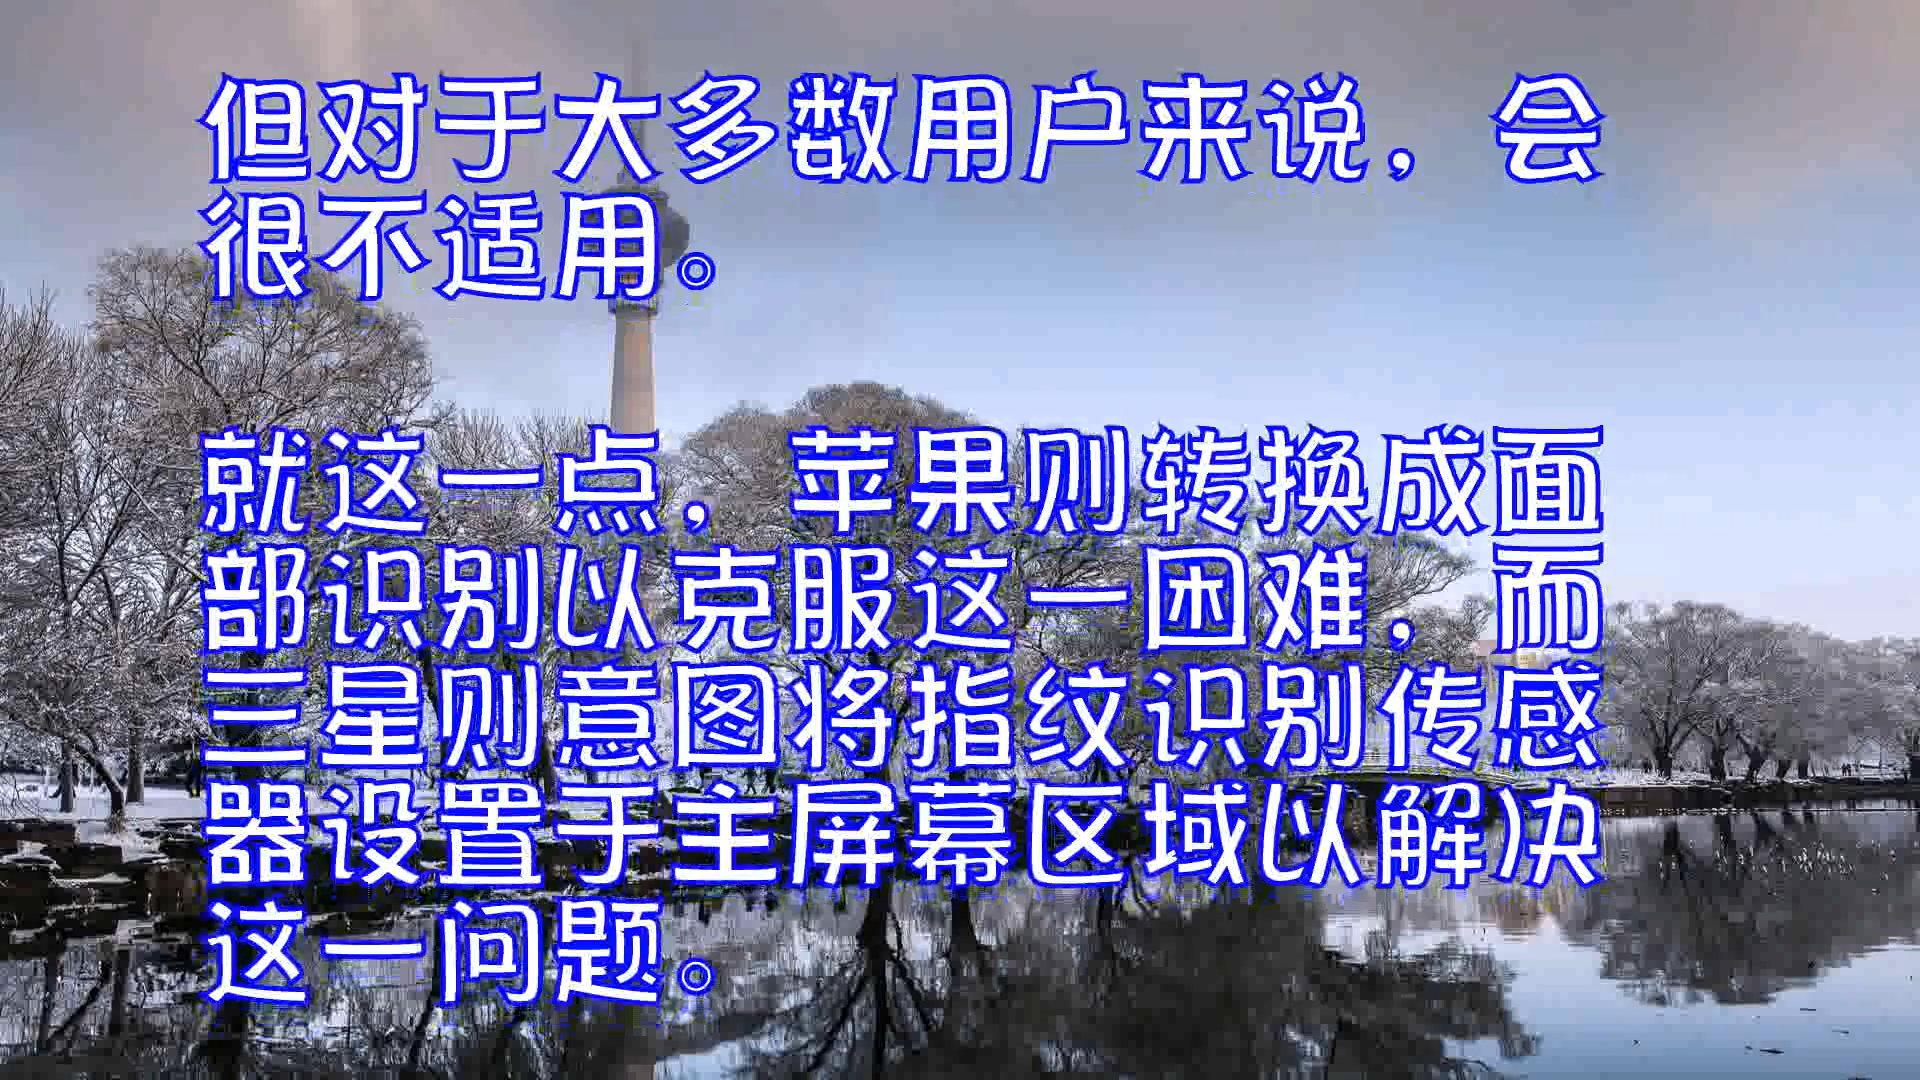 但对于大多数用户来说，会
很不适用。
就这一点，苹果则转换成面
部识别以克服这一困难，而
三星则意图将指纹识别传感
器设置于主屏幕区域以解决
这一问题。